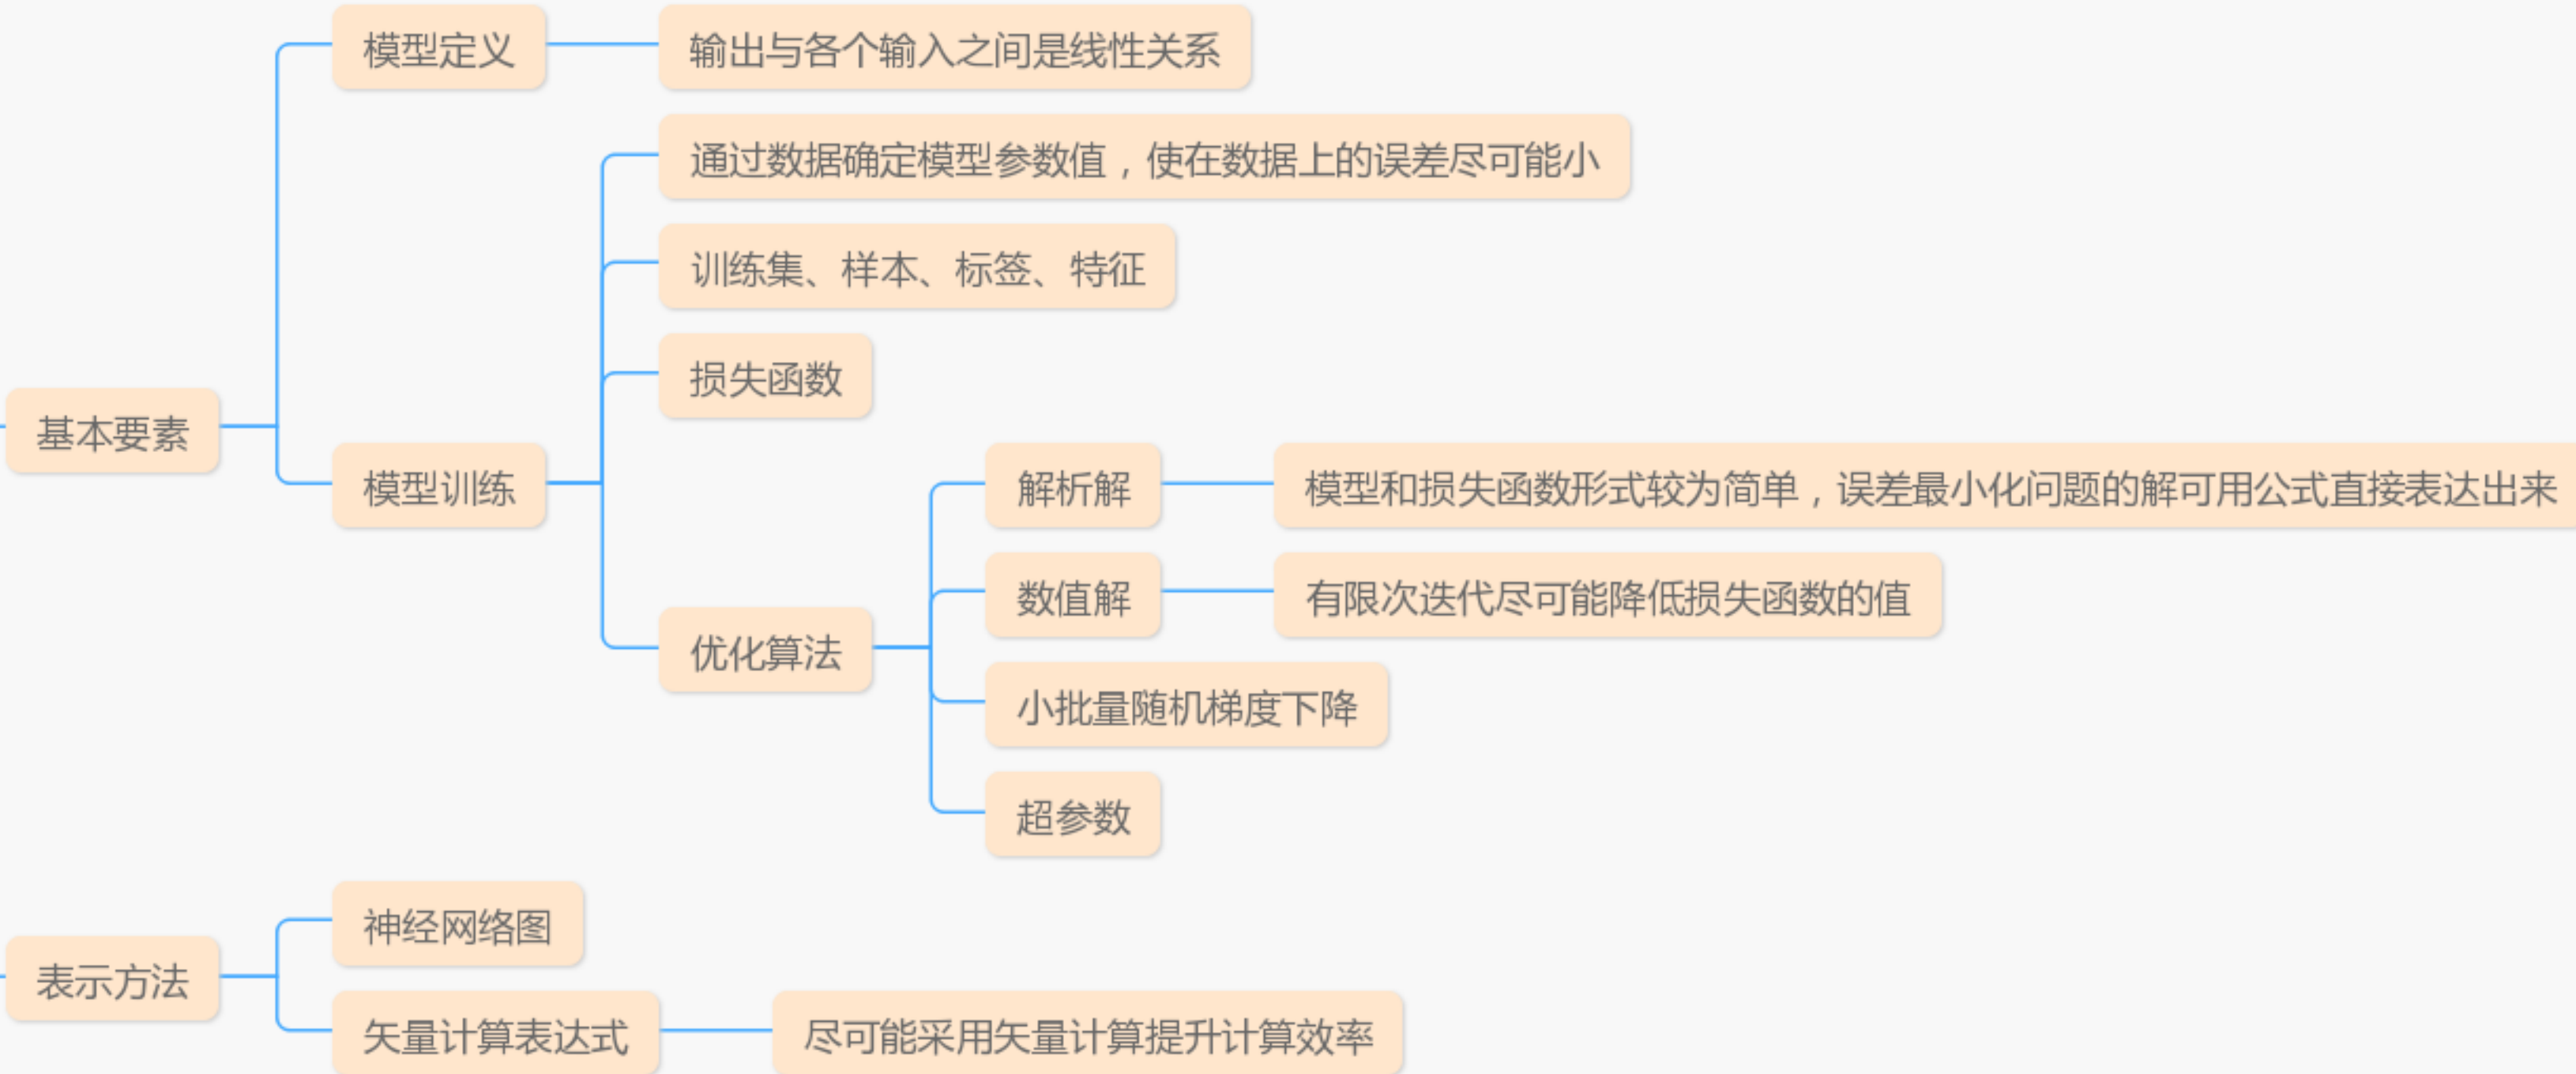 基本要素
模型定义
输出与各个输入之间是线性关系
模型训练
通过数据确定模型参数值，使在数据上的误差尽可能小
训练集、样本、标签、特征
损失函数
优化算法
解析解
模型和损失函数形式较为简单，误差最小化问题的解可用公式直接表达出来
数值解
有限次迭代尽可能降低损失函数的值
小批量随机梯度下降
超参数
表示方法
神经网络图
矢量计算表达式
尽可能采用矢量计算提升计算效率